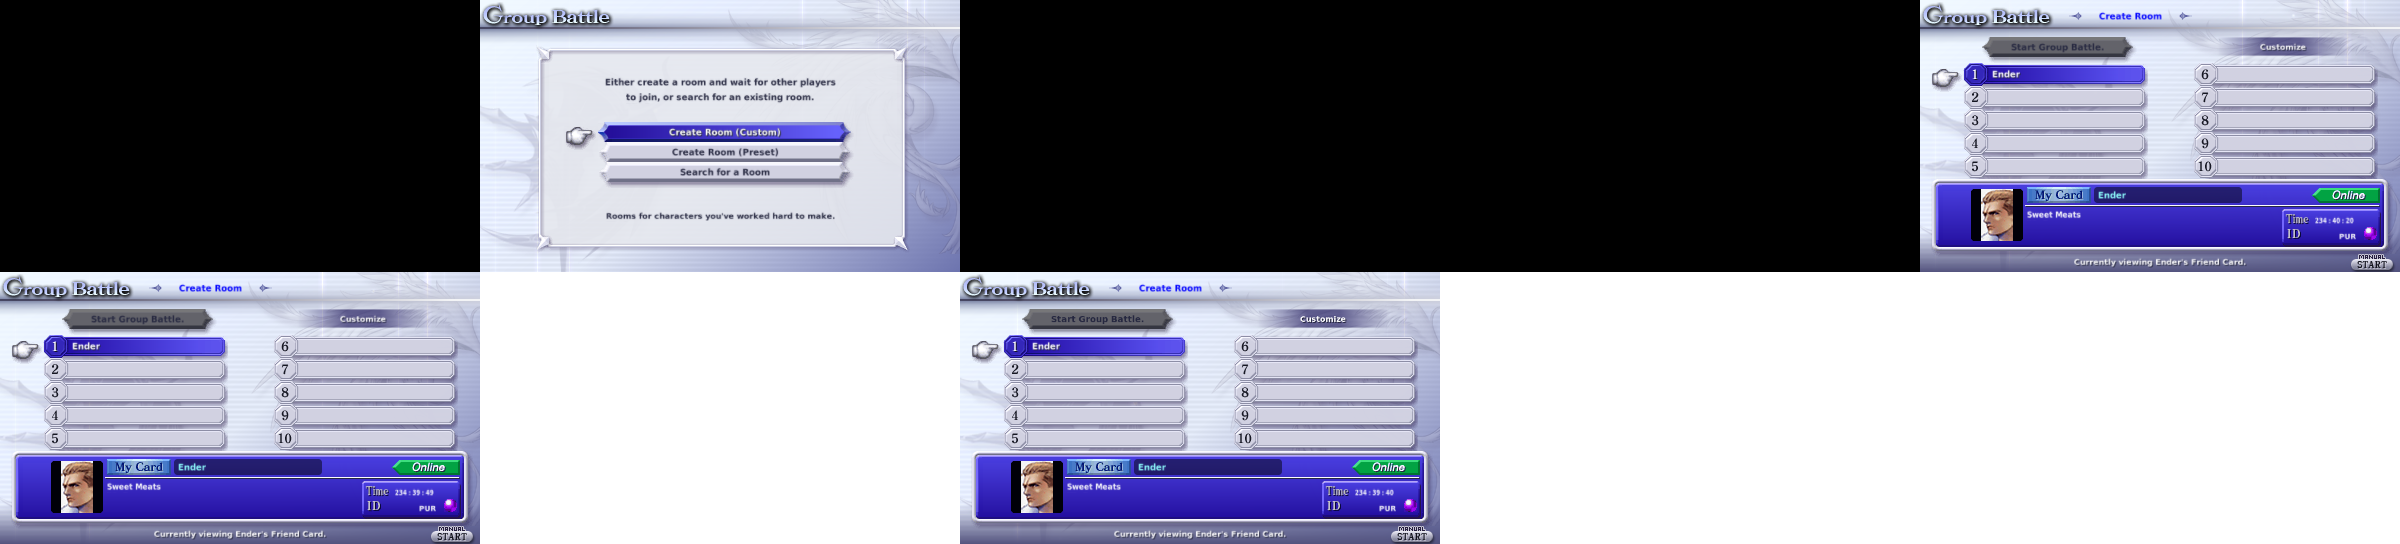 Group Battle
Either create a room and wait for other players
to join, or search for an existing room.
Create Room (Custom)
Create Room (Preset)
Search for a Room
Rooms for characters you've worked hard to make.
Group Battle
Create Room
Start Group Battle.
Customize
1 Ender
6
2
7
3
8
4
9
5
10
My Card Ender Online
Sweet Meats
Time 234:40:20
ID PUR
Currently viewing Ender's Friend Card.
MANUAL
START
Group Battle
Create Room
Start Group Battle.
Customize
1 Ender
6
2
7
3
8
4
9
5
10
My Card Ender Online
Sweet Meats
Time 234:39:49
ID PUR
Currently viewing Ender's Friend Card.
MANUAL
START
Group Battle
Create Room
Start Group Battle.
Customize
1 Ender
6
2
7
3
8
4
9
5
10
My Card Ender Online
Sweet Meats
Time 234:39:40
ID PUR
Currently viewing Ender's Friend Card.
MANUAL
START